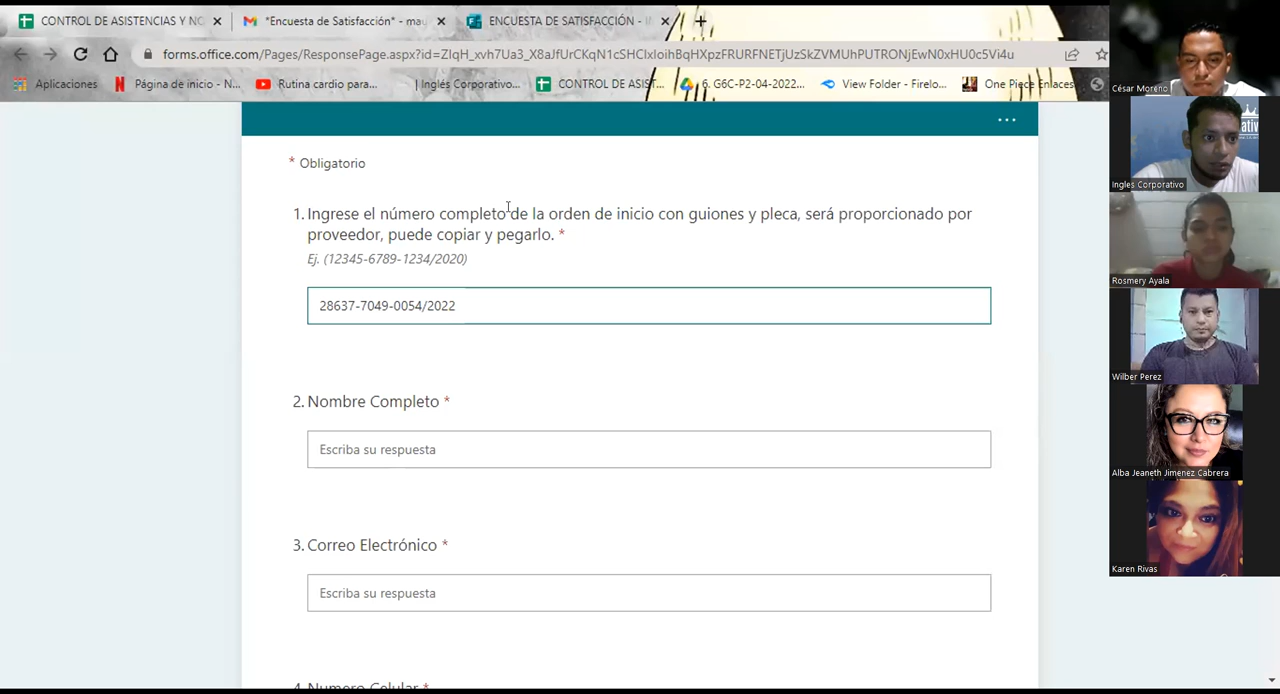 CONTROL DE ASISTENCIAS Y NO
*Encuesta de Satisfacción* - mau
ENCUESTA DE SATISFACCIÓN - I
forms.office.com/Pages/ResponsePage.aspx?id=ZIqH_xvh7Ua3_X8aJfUrCKqN1cSHCIxIoihBqHXpzFRURFNETjUzSkZVMUhPUTRONjEwN0xHU0c5Vi4u
Aplicaciones
Página de inicio - N...
Rutina cardio para...
| Inglés Corporativo...
CONTROL DE ASIST...
6. G6C-P2-04-2022...
View Folder - Firelo...
One Piece Enlaces
* Obligatorio
1. Ingrese el número completo de la orden de inicio con guiones y pleca, será proporcionado por
proveedor, puede copiar y pegarlo. *
Ej. (12345-6789-1234/2020)
28637-7049-0054/2022
2. Nombre Completo *
Escriba su respuesta
3. Correo Electrónico *
Escriba su respuesta
4. Numero Celular *
César Moreno
Ingles Corporativo
Rosmery Ayala
Wilber Perez
Alba Jeaneth Jimenez Cabrera
Karen Rivas